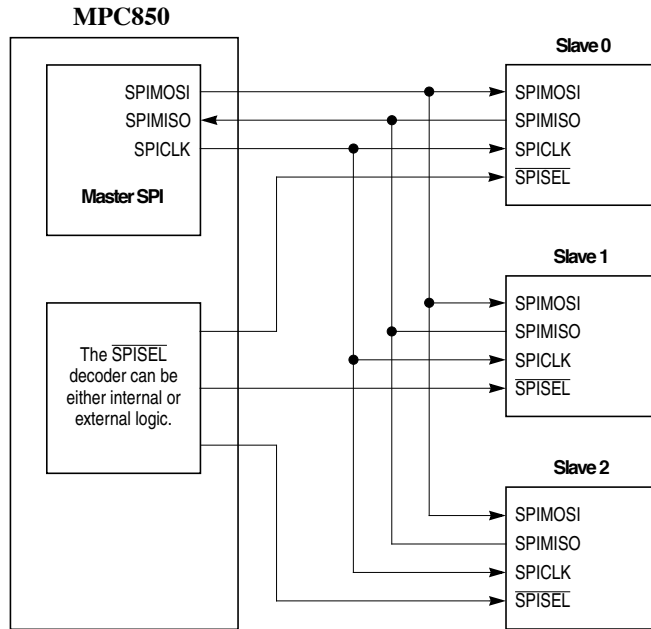 MPC850
SPIMOSI
SPIMISO
SPICLK
Master SPI
The SPISEL
decoder can be
either internal or
external logic.
Slave 0
SPIMOSI
SPIMISO
SPICLK
SPISEL
Slave 1
SPIMOSI
SPIMISO
SPICLK
SPISEL
Slave 2
SPIMOSI
SPIMISO
SPICLK
SPISEL